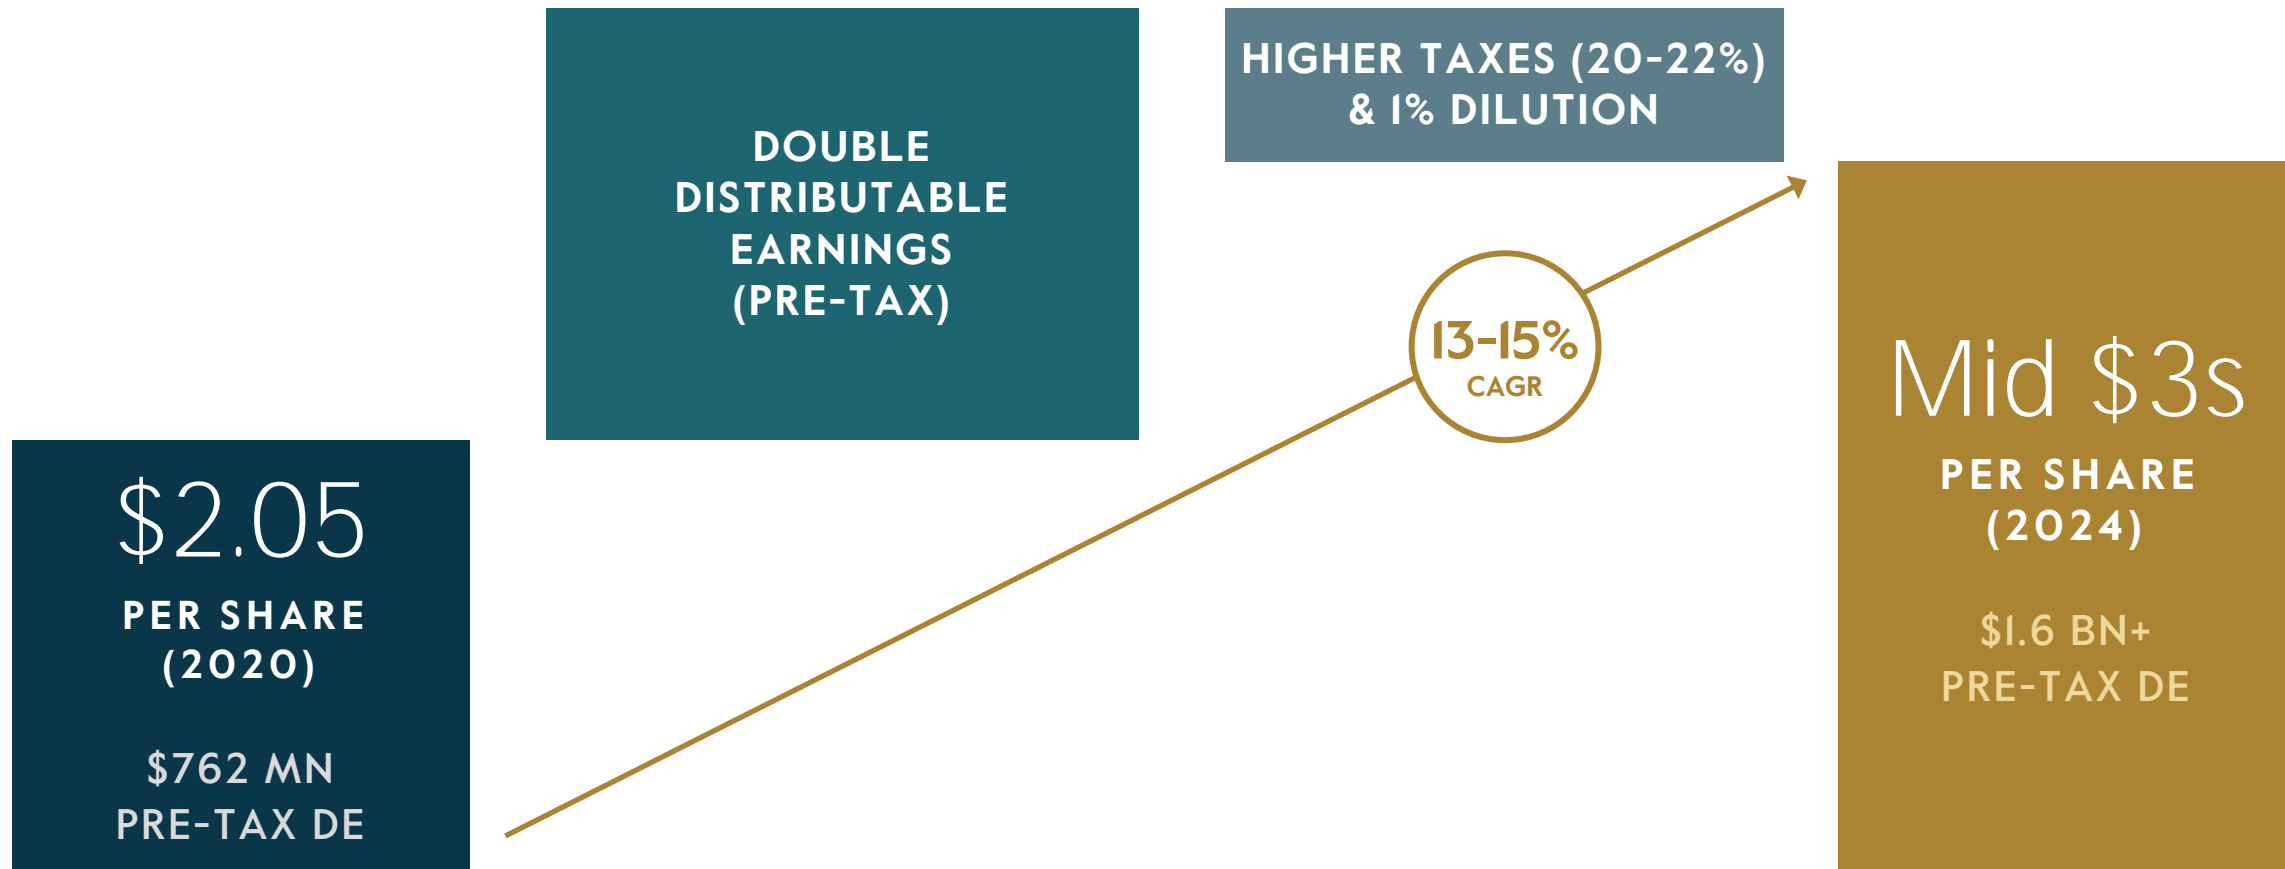 $2.05
PER SHARE
(2020)
$762 MN
PRE-TAX DE
DOUBLE
DISTRIBUTABLE
EARNINGS
(PRE-TAX)
HIGHER TAXES (20-22%)
& 1% DILUTION
13-15%
CAGR
Mid $3s
PER SHARE
(2024)
$1.6 BN+
PRE-TAX DE